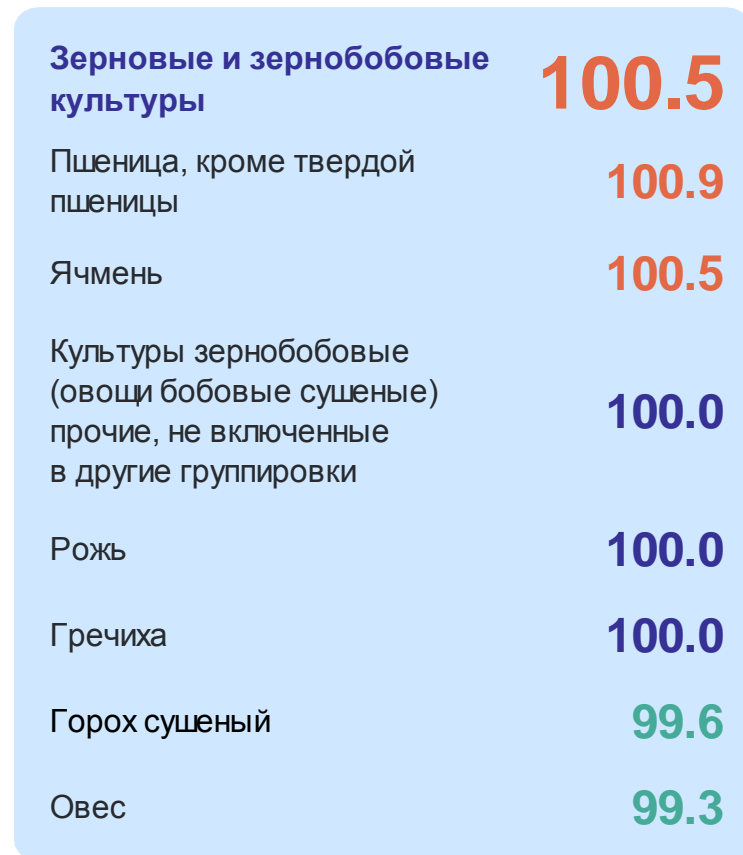 Зерновые и зернобобовые
культуры
100.5
Пшеница, кроме твердой
пшеницы
100.9
Ячмень
100.5
Культуры зернобобовые
(овощи бобовые сушеные)
прочие, не включенные
в другие группировки
100.0
Рожь
100.0
Гречиха
100.0
Горох сушеный
99.6
Овес
99.3